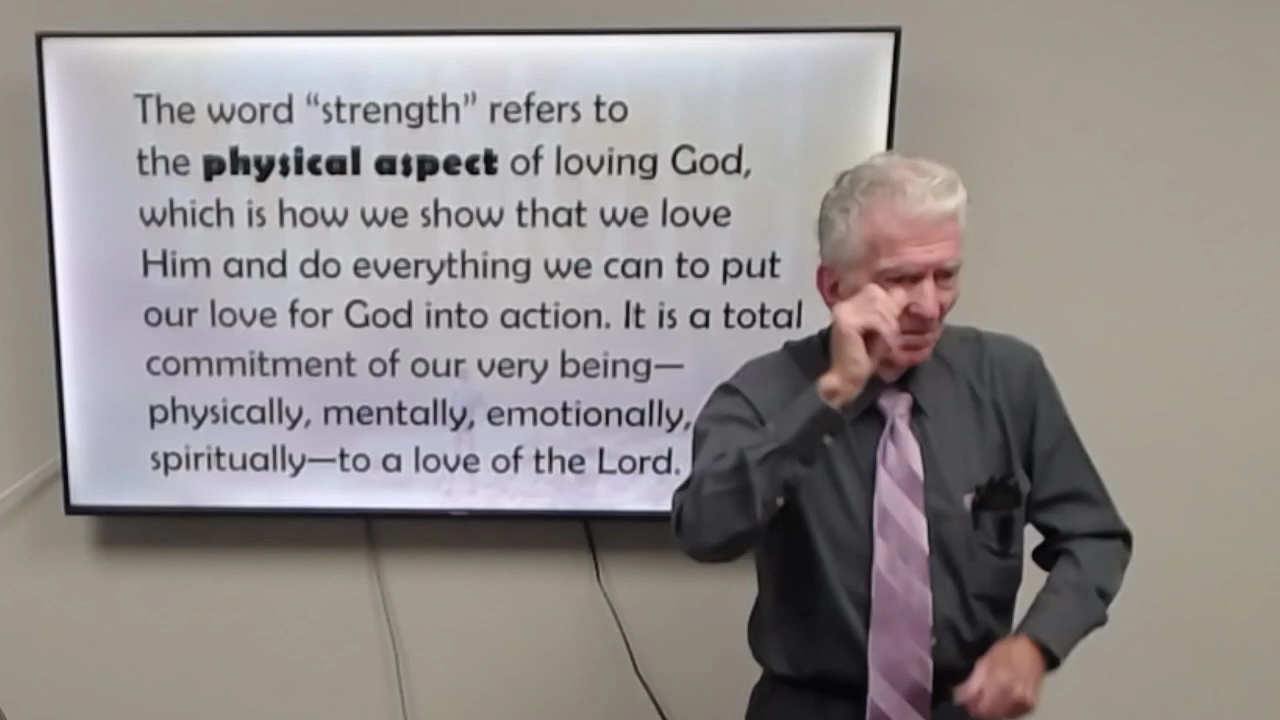 The word “strength” refers to
the physical aspect of loving God,
which is how we show that we love
Him and do everything we can to put
our love for God into action. It is a total
commitment of our very being—
physically, mentally, emotionally,
spiritually—to a love of the Lord.